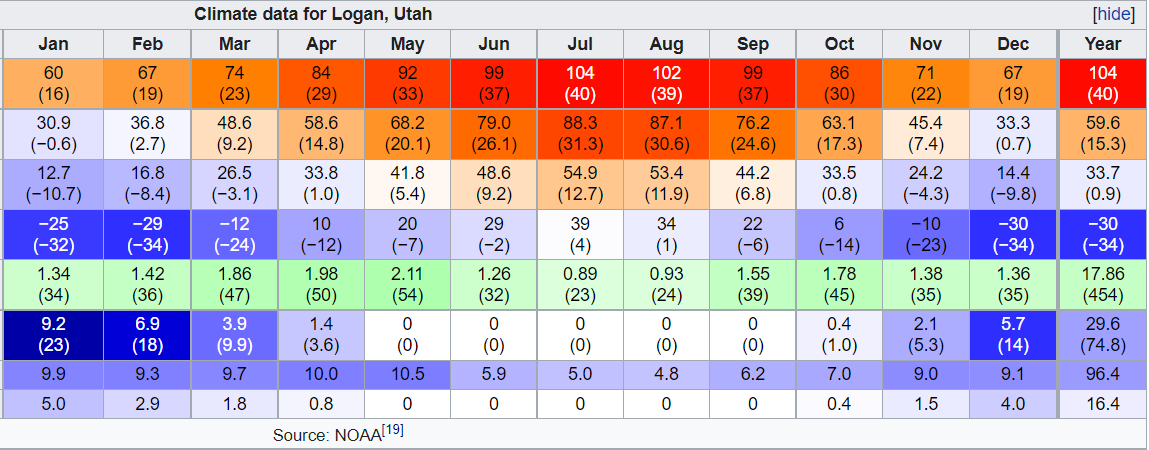 Climate data for Logan, Utah [hide]
Jan Feb Mar Apr May Jun Jul Aug Sep Oct Nov Dec Year
60 67 74 84 92 99 104 102 99 86 71 67 104
(16) (19) (23) (29) (33) (37) (40) (39) (37) (30) (22) (19) (40)
30.9 36.8 48.6 58.6 68.2 79.0 88.3 87.1 76.2 63.1 45.4 33.3 59.6
(−0.6) (2.7) (9.2) (14.8) (20.1) (26.1) (31.3) (30.6) (24.6) (17.3) (7.4) (0.7) (15.3)
12.7 16.8 26.5 33.8 41.8 48.6 54.9 53.4 44.2 33.5 24.2 14.4 33.7
(−10.7) (−8.4) (−3.1) (1.0) (5.4) (9.2) (12.7) (11.9) (6.8) (0.8) (−4.3) (−9.8) (0.9)
−25 −29 −12 10 20 29 39 34 22 6 −10 −30 −30
(−32) (−34) (−24) (−12) (−7) (−2) (4) (1) (−6) (−14) (−23) (−34) (−34)
1.34 1.42 1.86 1.98 2.11 1.26 0.89 0.93 1.55 1.78 1.38 1.36 17.86
(34) (36) (47) (50) (54) (32) (23) (24) (39) (45) (35) (35) (454)
9.2 6.9 3.9 1.4 0 0 0 0 0 0.4 2.1 5.7 29.6
(23) (18) (9.9) (3.6) (0) (0) (0) (0) (0) (1.0) (5.3) (14) (74.8)
9.9 9.3 9.7 10.0 10.5 5.9 5.0 4.8 6.2 7.0 9.0 9.1 96.4
5.0 2.9 1.8 0.8 0 0 0 0 0 0.4 1.5 4.0 16.4
Source: NOAA[19]